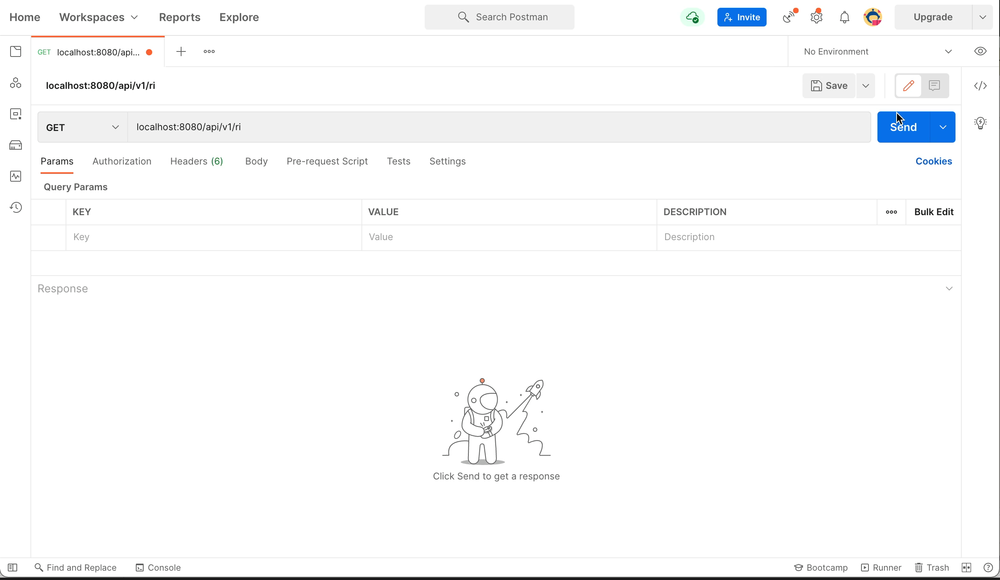 Home Workspaces Reports Explore Search Postman Invite Upgrade
GET localhost:8080/api... No Environment
localhost:8080/api/v1/ri Save
GET localhost:8080/api/v1/ri Send
Params Authorization Headers (6) Body Pre-request Script Tests Settings Cookies
Query Params
KEY VALUE DESCRIPTION Bulk Edit
Key Value Description
Response
Click Send to get a response
Find and Replace Console Bootcamp Runner Trash